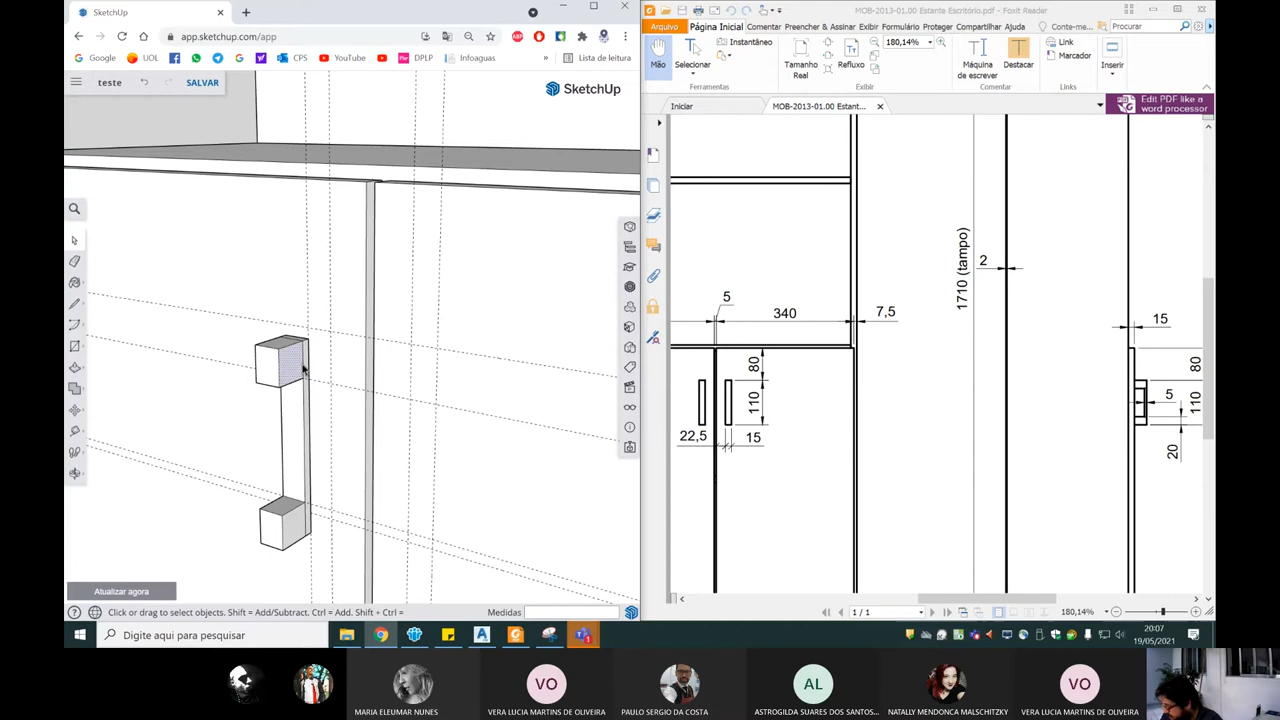 SketchUp
app.sketchup.com/app
Google
UOL
WhatsApp
CPS
YouTube
DPLP
Infoaguas
»
Lista de leitura
teste
SALVAR
SketchUp
Atualizar agora
Click or drag to select objects. Shift = Add/Subtract. Ctrl = Add. Shift + Ctrl =
Medidas
MOB-2013-01.00 Estante Escritório.pdf - Foxit Reader
Arquivo
Página Inicial
Comentar
Preencher & Assinar
Exibir
Formulário
Proteger
Compartilhar
Ajuda
Conte-me...
Procurar
Mão
Selecionar
Instantâneo
Ferramentas
Tamanho Real
Refluxo
180,14%
Exibir
Máquina de escrever
Destacar
Comentar
Link
Marcador
Links
Inserir
Iniciar
MOB-2013-01.00 Estant...
Edit PDF like a word processor
5
340
7,5
80
110
22,5
15
1710 (tampo)
2
15
80
5
110
20
1 / 1
180,14%
Digite aqui para pesquisar
20:07
19/05/2021
MARIA ELEUMAR NUNES
VO
VERA LUCIA MARTINS DE OLIVEIRA
PAULO SERGIO DA COSTA
AL
ASTROGILDA SUARES DOS SANTOS...
NATALLY MENDONCA MALSCHITZKY
VO
VERA LUCIA MARTINS DE OLIVEIRA